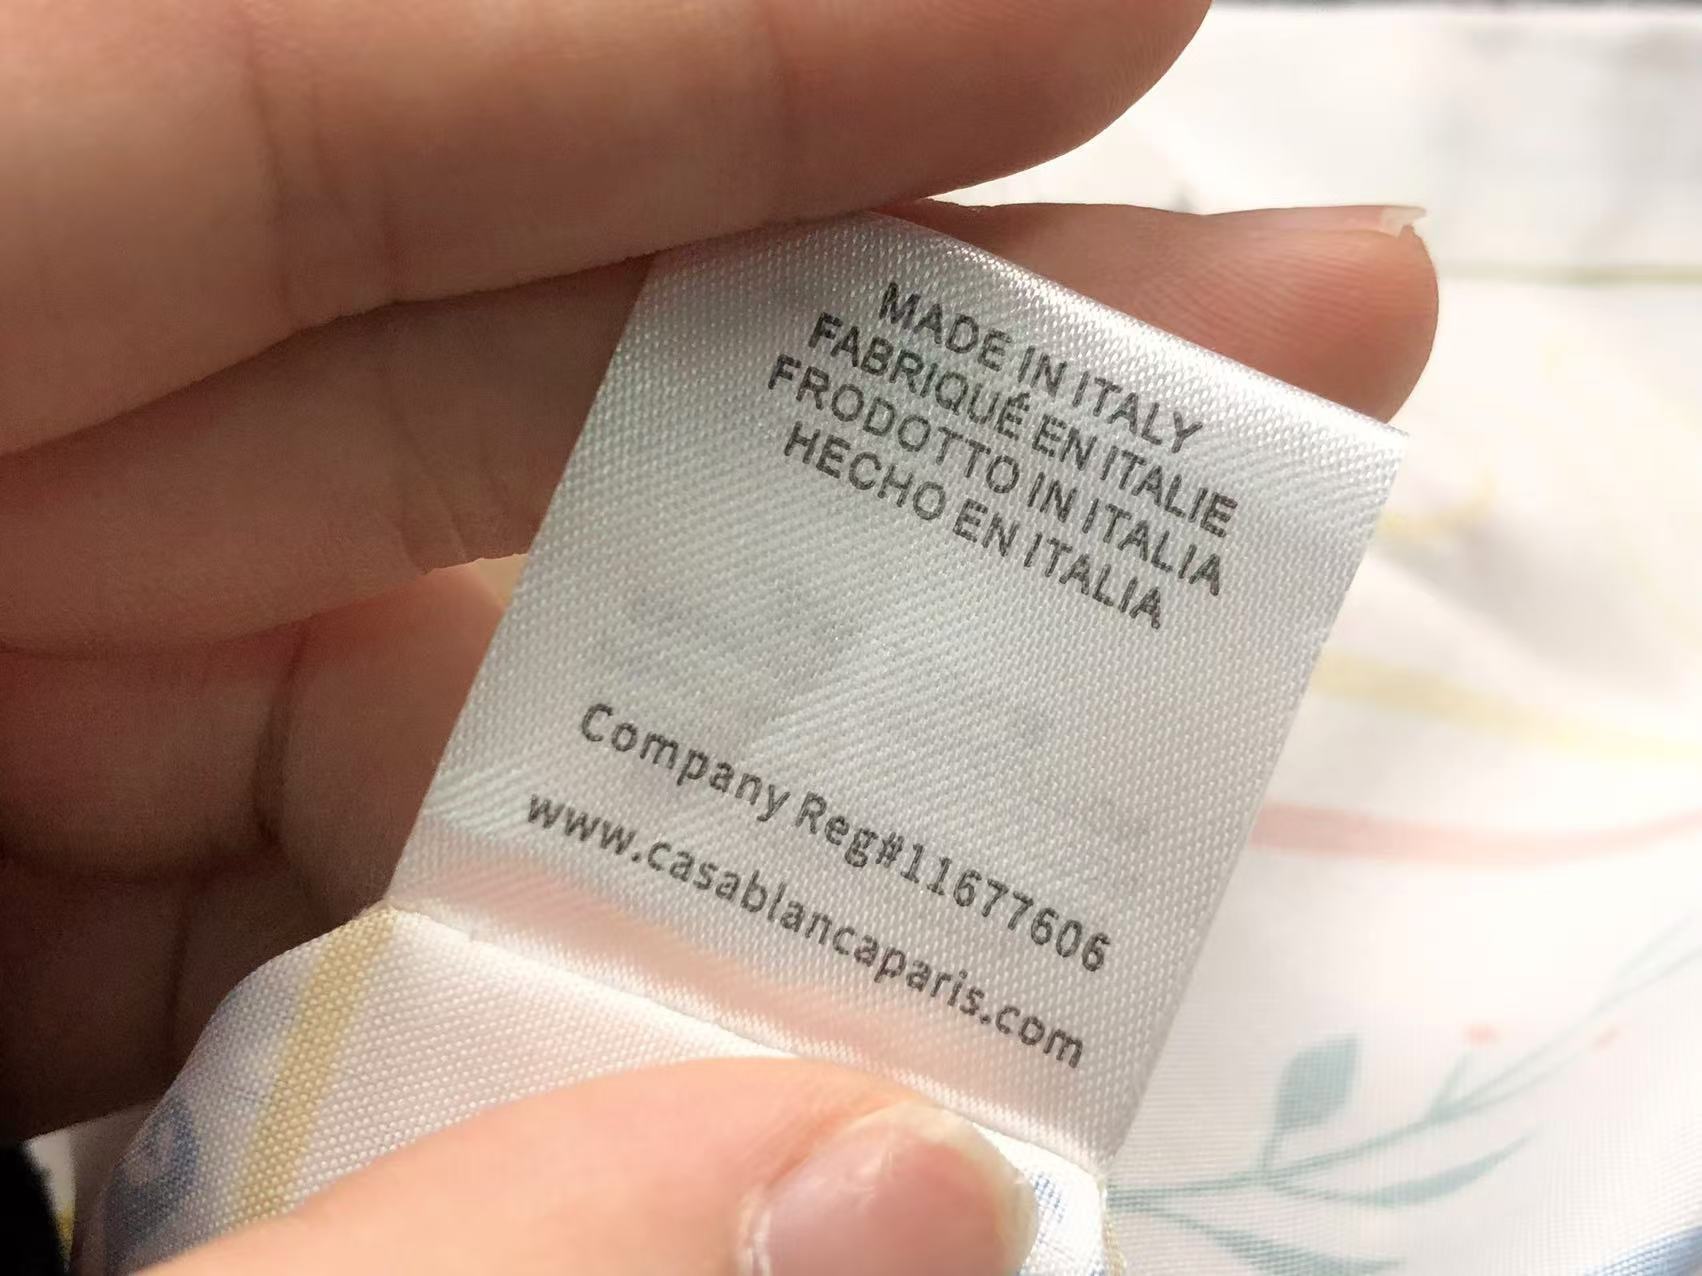 MADE IN ITALY
FABRIQUÉ EN ITALIE
FRODOTTO IN ITALIA
HECHO EN ITALIA
Company Reg#11677606
www.casablancaparis.com